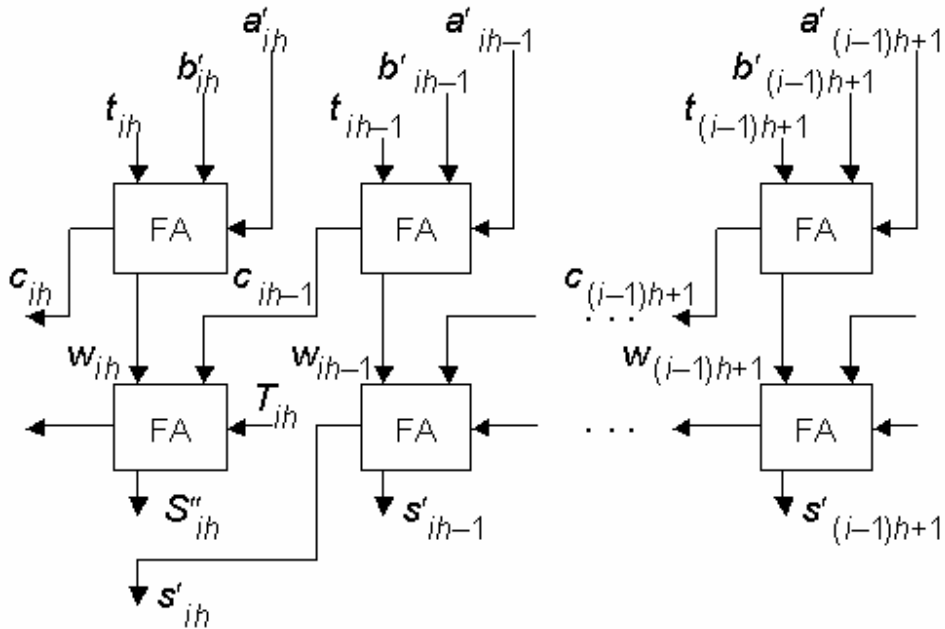 a′ih a′ih–1 a′(i–1)h+1
b′ih b′ih–1 b′(i–1)h+1
tih tih–1 t(i–1)h+1
FA FA FA
cih cih–1 c(i–1)h+1
. . .
wih wih–1 w(i–1)h+1
Tih
FA FA . . . FA
S″ih s′ih–1 s′(i–1)h+1
s′ih